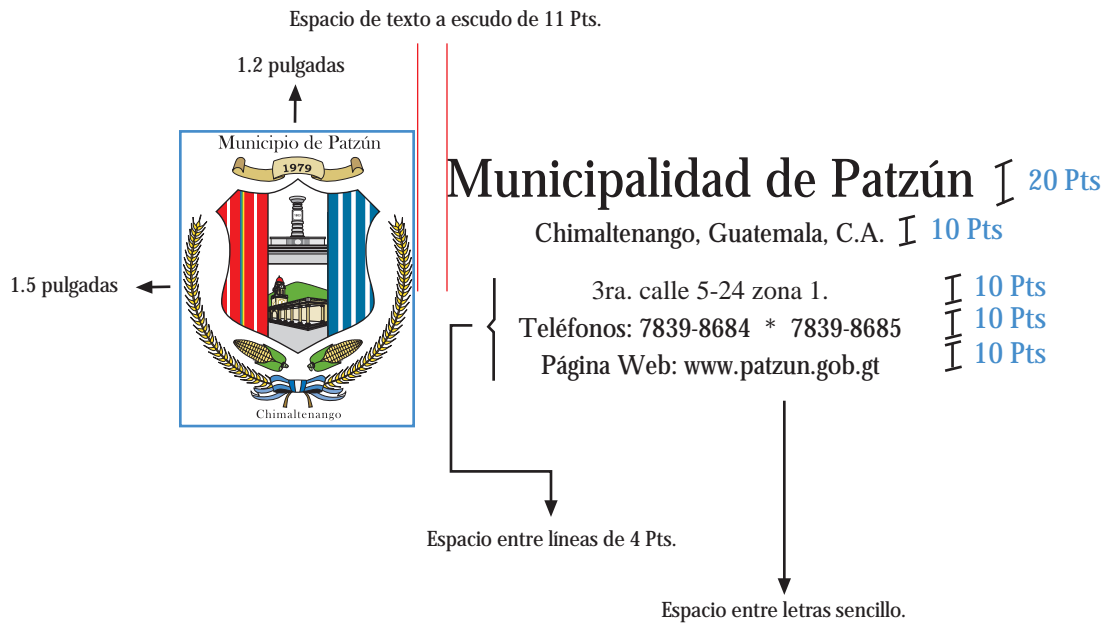 Espacio de texto a escudo de 11 Pts.
1.2 pulgadas
Municipio de Patzún
1979
Municipalidad de Patzún
20 Pts
Chimaltenango, Guatemala, C.A.
10 Pts
1.5 pulgadas
3ra. calle 5-24 zona 1.
10 Pts
Teléfonos: 7839-8684 * 7839-8685
10 Pts
Página Web: www.patzun.gob.gt
10 Pts
Chimaltenango
Espacio entre líneas de 4 Pts.
Espacio entre letras sencillo.